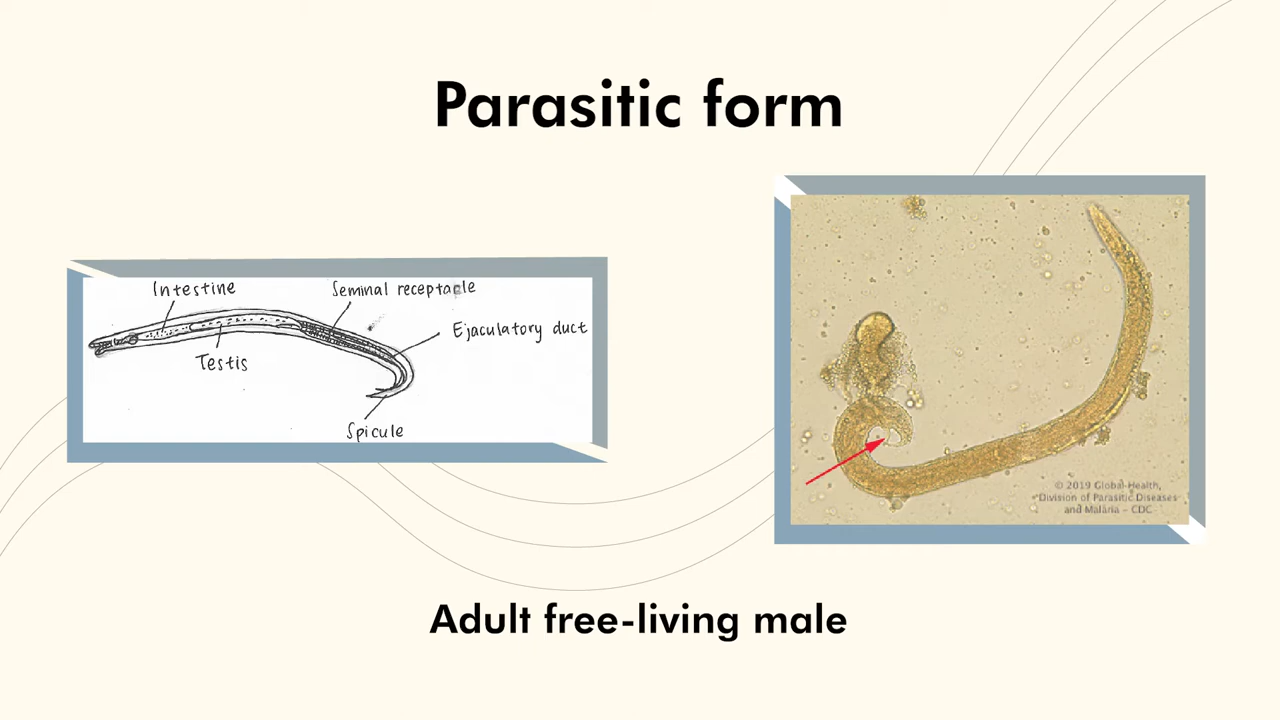 Parasitic form
Intestine
Seminal receptacle
Ejaculatory duct
Testis
Spicule
© 2019 Global Health,
Division of Parasitic Diseases
and Malaria – CDC
Adult free-living male